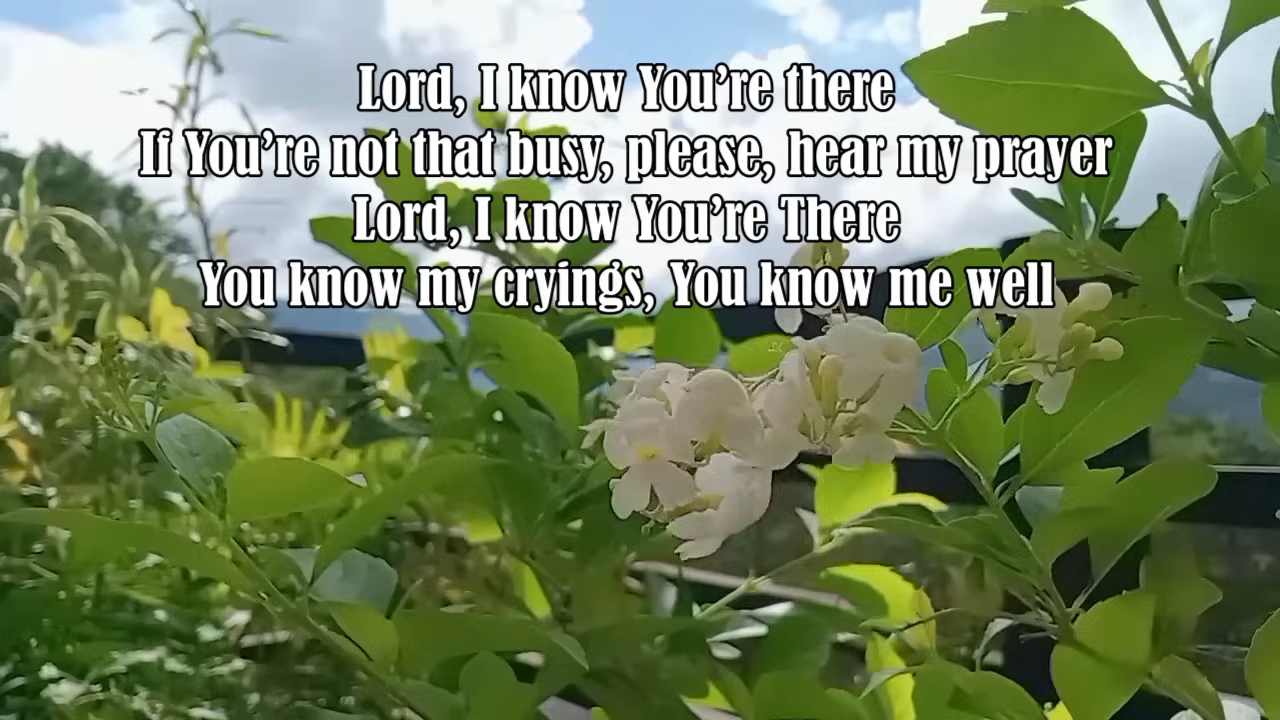 Lord, I know You're there
If You're not that busy, please, hear my prayer
Lord, I know You're There
You know my cryings, You know me well